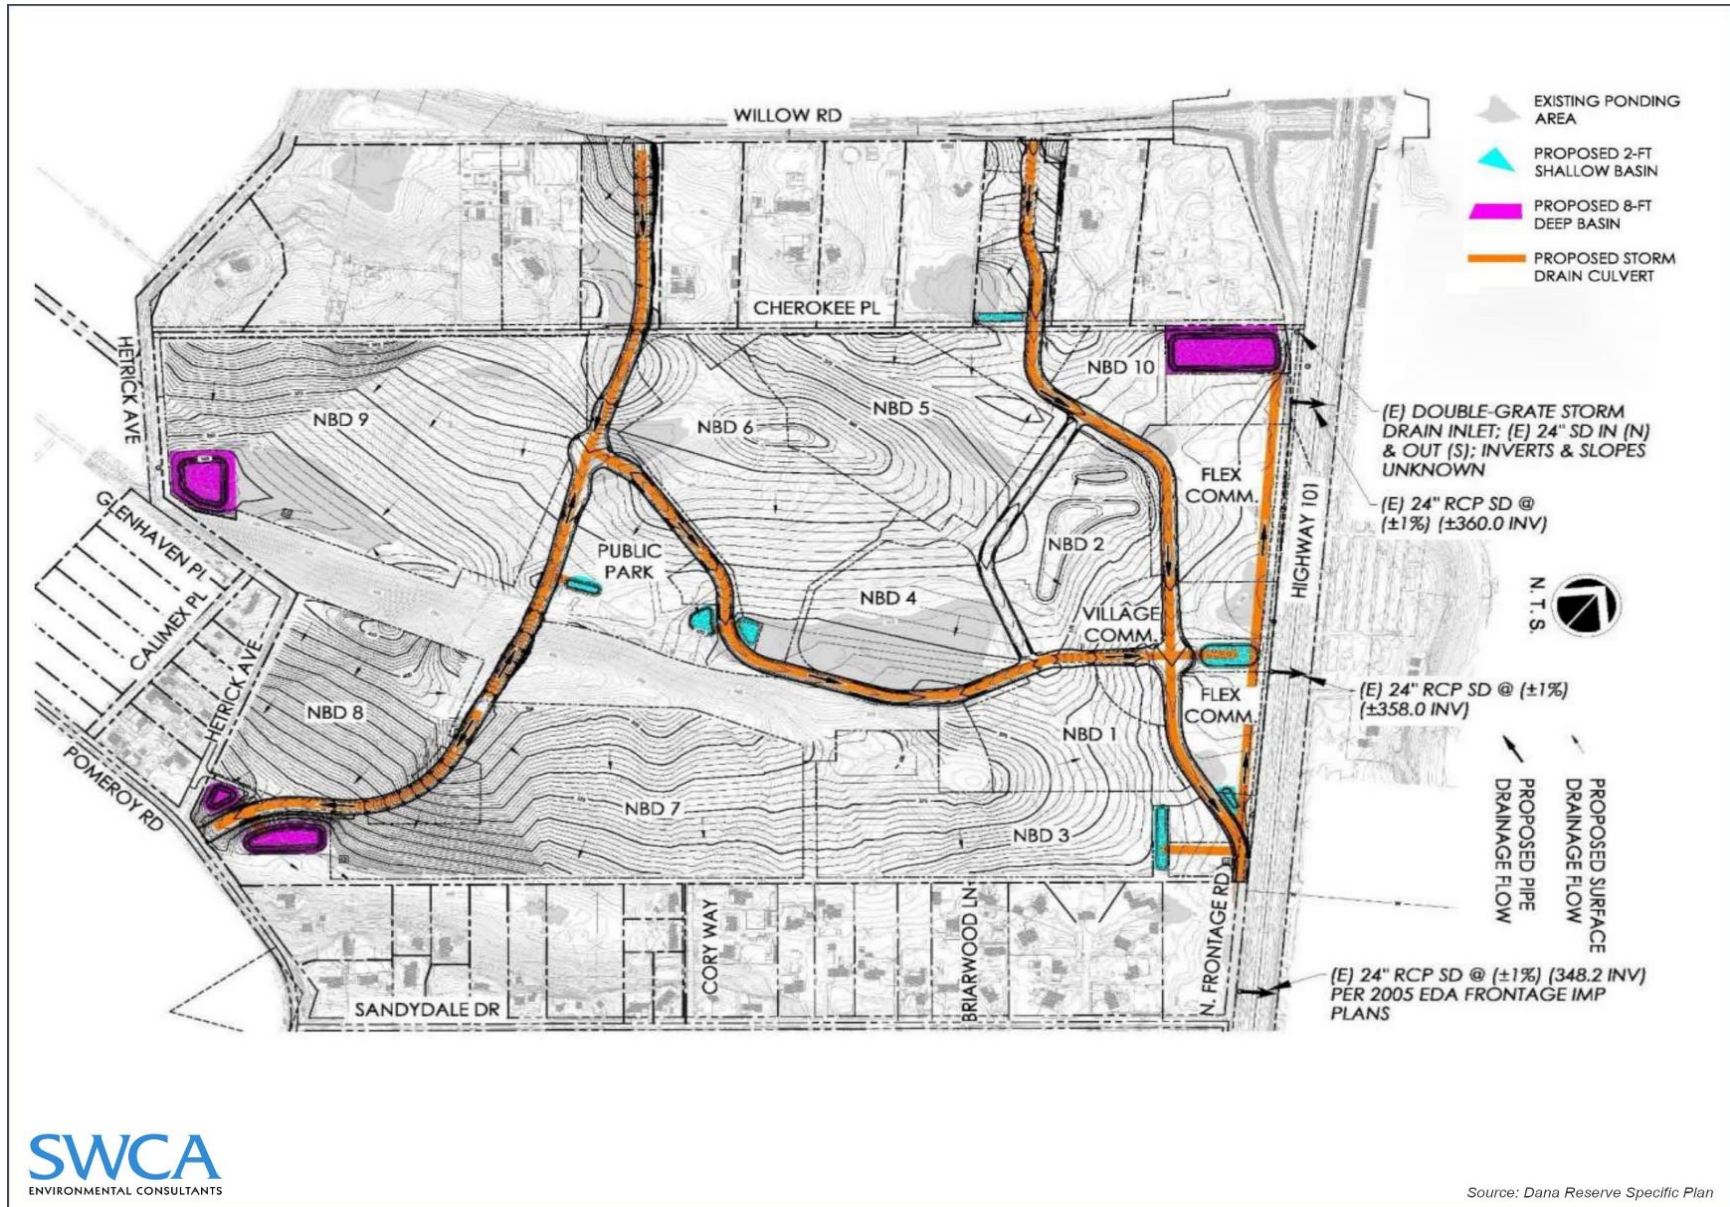 WILLOW RD
EXISTING PONDING
AREA
PROPOSED 2-FT
SHALLOW BASIN
PROPOSED 8-FT
DEEP BASIN
PROPOSED STORM
DRAIN CULVERT
CHEROKEE PL
HETRICK AVE
NBD 10
NBD 9
NBD 6
NBD 5
(E) DOUBLE-GRATE STORM
DRAIN INLET; (E) 24" SD IN (N)
& OUT (S); INVERTS & SLOPES
UNKNOWN
FLEX
COMM.
(E) 24" RCP SD @
(±1%) (±360.0 INV)
HIGHWAY 101
GLENHAVEN PL
CALIMEX PL
PUBLIC
PARK
NBD 2
NBD 4
VILLAGE
COMM.
N. T. S.
HETRICK AVE
NBD 8
FLEX
COMM.
(E) 24" RCP SD @ (±1%)
(±358.0 INV)
NBD 1
POMEROY RD
NBD 7
NBD 3
PROPOSED SURFACE
DRAINAGE FLOW
PROPOSED PIPE
DRAINAGE FLOW
CORY WAY
BRIARWOOD LN
N. FRONTAGE RD
SANDYDALE DR
(E) 24" RCP SD @ (±1%) (348.2 INV)
PER 2005 EDA FRONTAGE IMP
PLANS
SWCA
ENVIRONMENTAL CONSULTANTS
Source: Dana Reserve Specific Plan